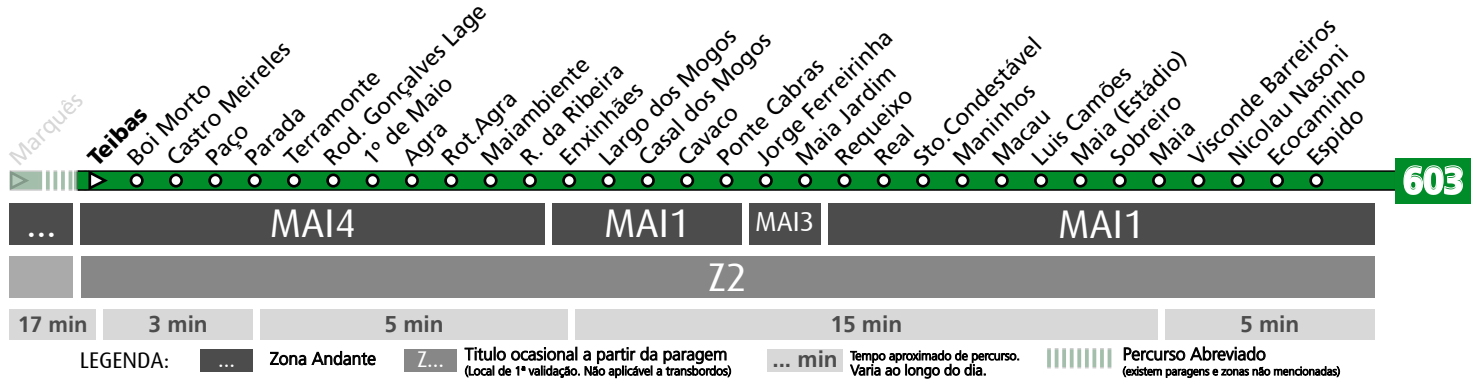 Marquês
Teibas
Boi Morto
Castro Meireles
Paço
Parada
Terramonte
Rod. Gonçalves Lage
1º de Maio
Agra
Rot.Agra
Maiambiente
R. da Ribeira
Enxinhães
Largo dos Mogos
Casal dos Mogos
Cavaco
Ponte Cabras
Jorge Ferreirinha
Maia Jardim
Requeixo
Real
Sto.Condestável
Maninhos
Macau
Luis Camões
Maia (Estádio)
Sobreiro
Maia
Visconde Barreiros
Nicolau Nasoni
Ecocaminho
Espido
603
... MAI4 MAI1 MAI3 MAI1
Z2
17 min 3 min 5 min 15 min 5 min
LEGENDA:
... Zona Andante
Z... Titulo ocasional a partir da paragem
(Local de 1ª validação. Não aplicável a transbordos)
... min Tempo aproximado de percurso.
Varia ao longo do dia.
Percurso Abreviado
(existem paragens e zonas não mencionadas)